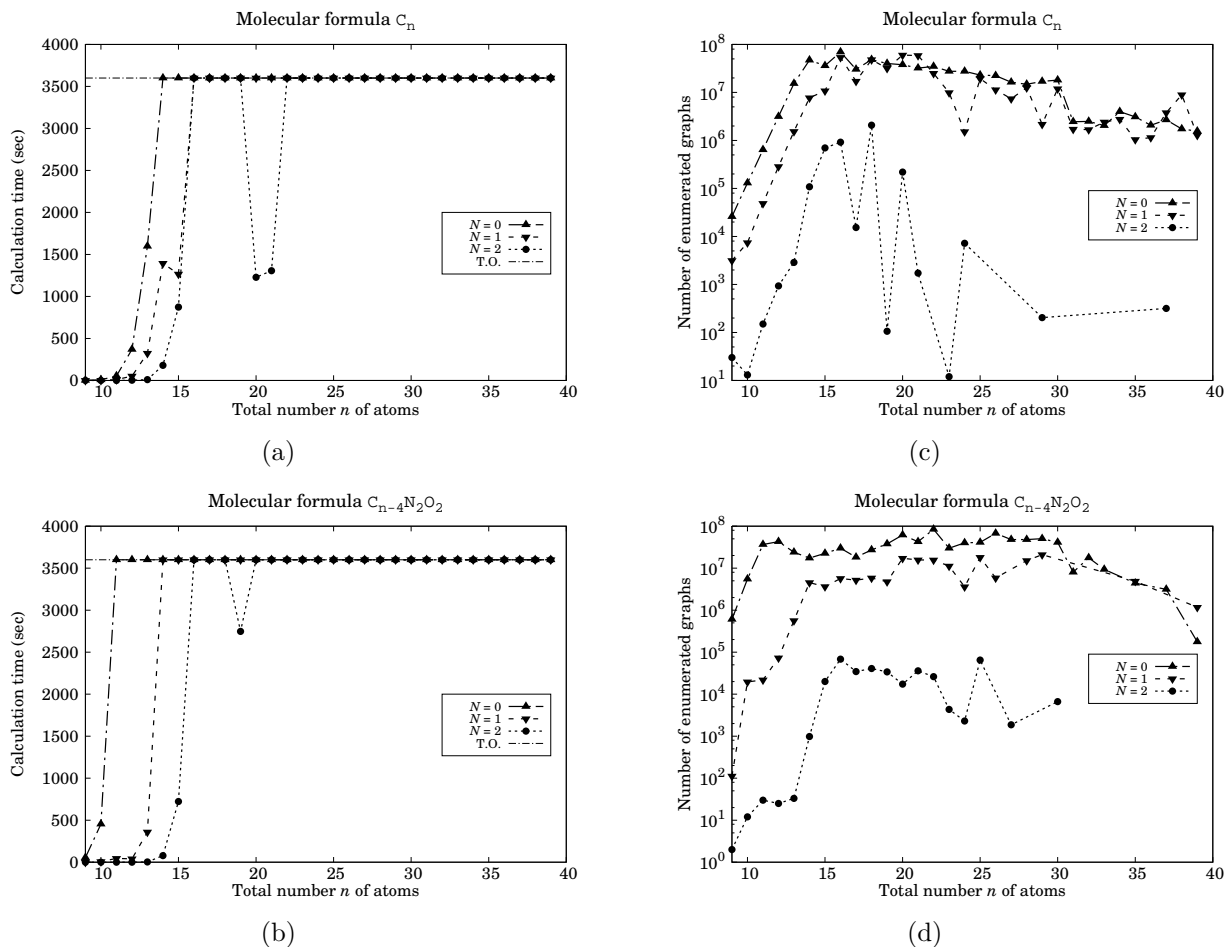 Molecular formula Cn
4000
3500
3000
2500
2000
1500
1000
500
0
Calculation time (sec)
N = 0
N = 1
N = 2
T.O.
10 15 20 25 30 35 40
Total number n of atoms
(a)
Molecular formula Cn
10^8
10^7
10^6
10^5
10^4
10^3
10^2
10^1
Number of enumerated graphs
N = 0
N = 1
N = 2
10 15 20 25 30 35 40
Total number n of atoms
(c)
Molecular formula Cn-4N2O2
4000
3500
3000
2500
2000
1500
1000
500
0
Calculation time (sec)
N = 0
N = 1
N = 2
T.O.
10 15 20 25 30 35 40
Total number n of atoms
(b)
Molecular formula Cn-4N2O2
10^8
10^7
10^6
10^5
10^4
10^3
10^2
10^1
10^0
Number of enumerated graphs
N = 0
N = 1
N = 2
10 15 20 25 30 35 40
Total number n of atoms
(d)